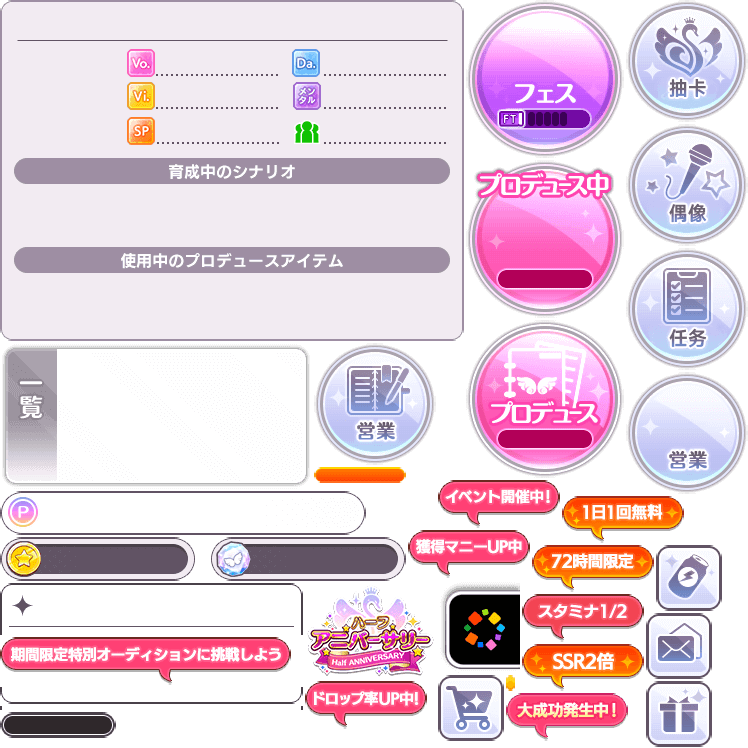 Vo.
Da.
Vi.
メンタル
SP
育成中のシナリオ
使用中のプロデュースアイテム
フェス
FT
抽卡
プロデュース中
偶像
任务
プロデュース
営業
一覧
営業
P
イベント開催中!
1日1回無料
獲得マニーUP中
72時間限定
スタミナ1/2
SSR2倍
大成功発生中!
期間限定特別オーディションに挑戦しよう
ハーフ
アニバーサリー
Half ANNIVERSARY
ドロップ率UP中!